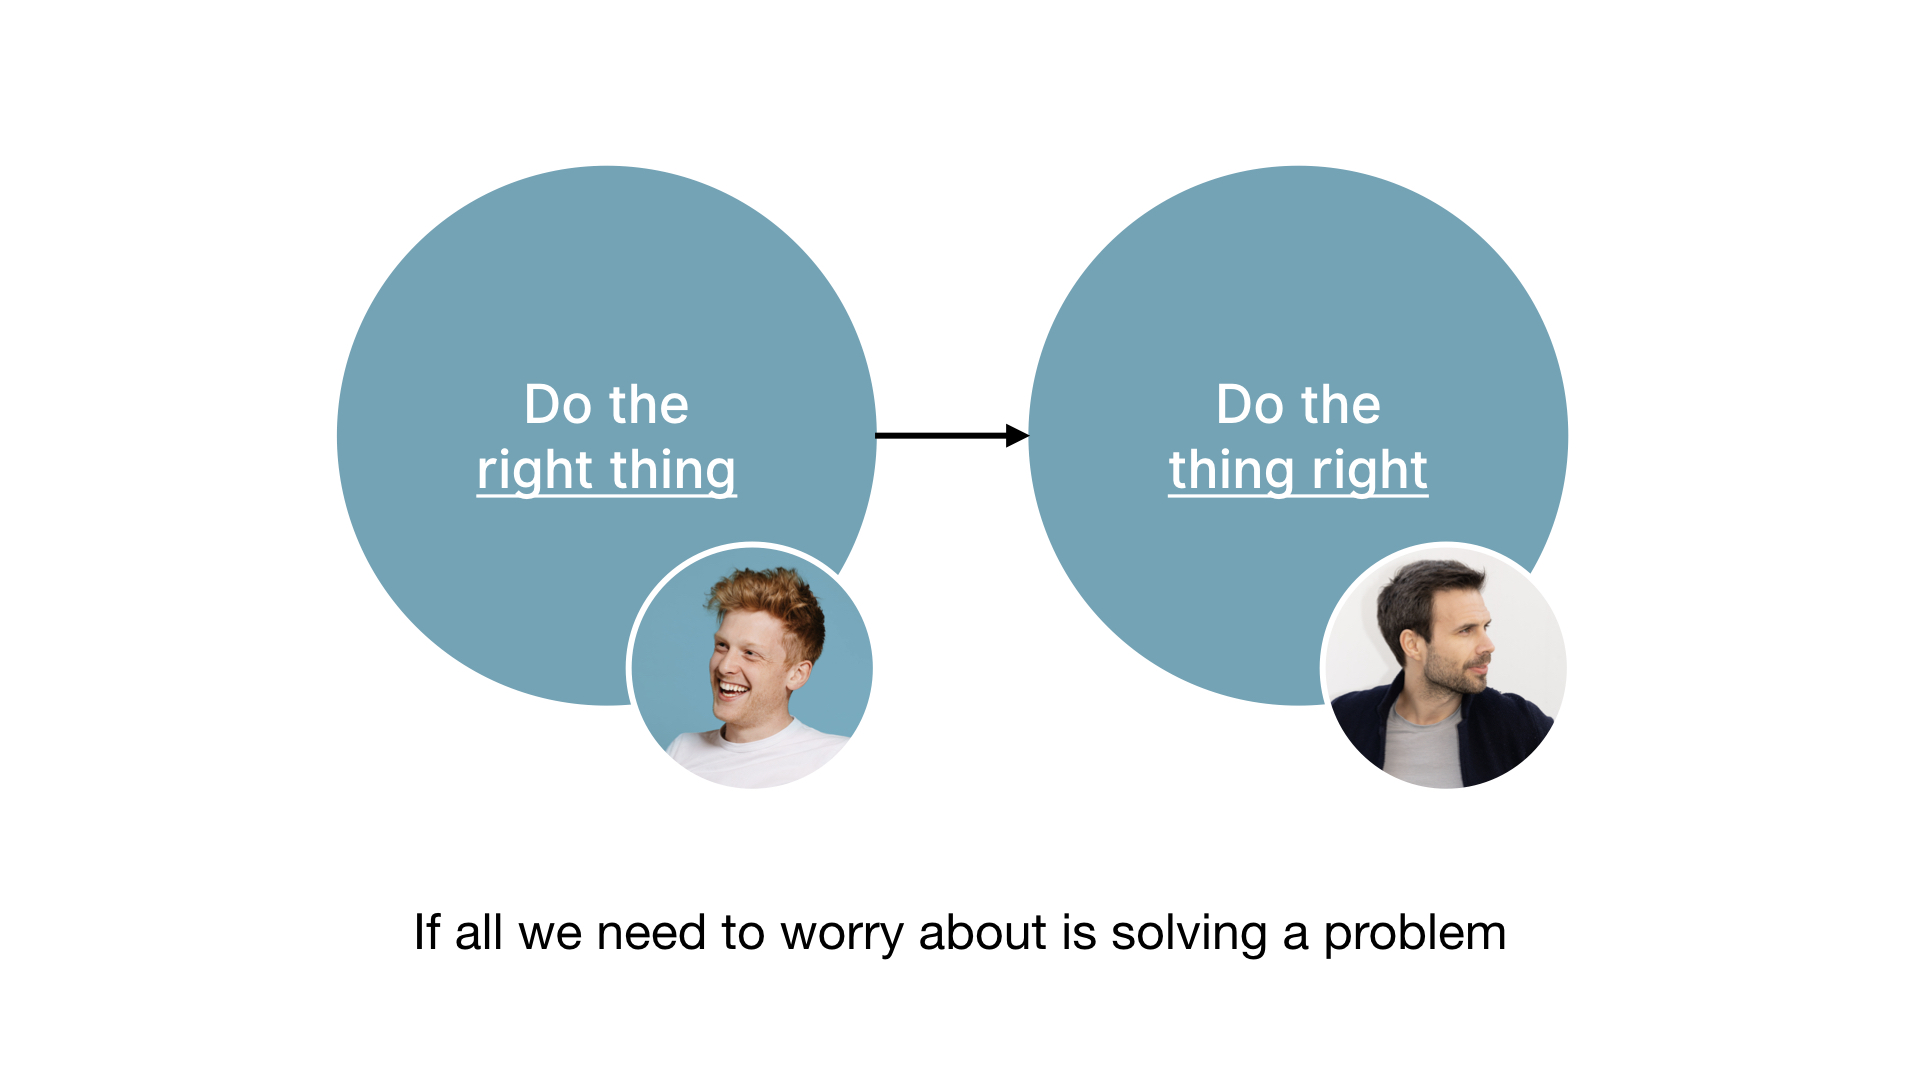 Do the
right thing
Do the
thing right
If all we need to worry about is solving a problem